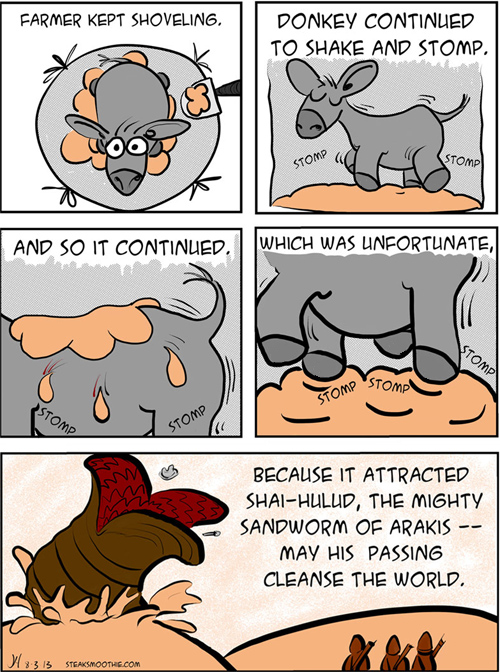 FARMER KEPT SHOVELING.
DONKEY CONTINUED
TO SHAKE AND STOMP.
STOMP
STOMP
AND SO IT CONTINUED.
STOMP
STOMP
WHICH WAS UNFORTUNATE,
STOMP
STOMP
STOMP
BECAUSE IT ATTRACTED
SHAI-HULUD, THE MIGHTY
SANDWORM OF ARAKIS --
MAY HIS PASSING
CLEANSE THE WORLD.
JH 8·3·13 STEAKSMOOTHIE.COM